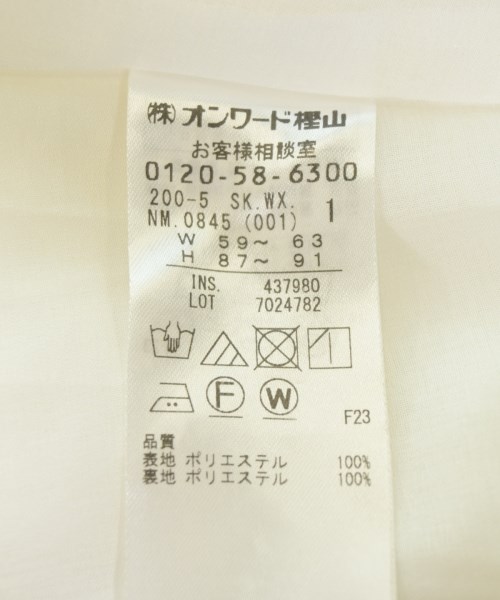 (株)オンワード樫山
お客様相談室
0120-58-6300
200-5 SK.WX. 1
NM.0845 (001)
W 59～ 63
H 87～ 91
INS. 437980
LOT 7024782
F W
F23
品質
表地 ポリエステル 100%
裏地 ポリエステル 100%